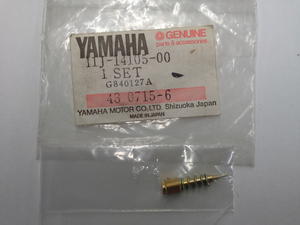 YAMAHA GENUINE
parts & accessories
11J-14105-00
1 SET
G840127A
43 8715-6
YAMAHA MOTOR CO., LTD. Shizuoka Japan
MADE IN JAPAN